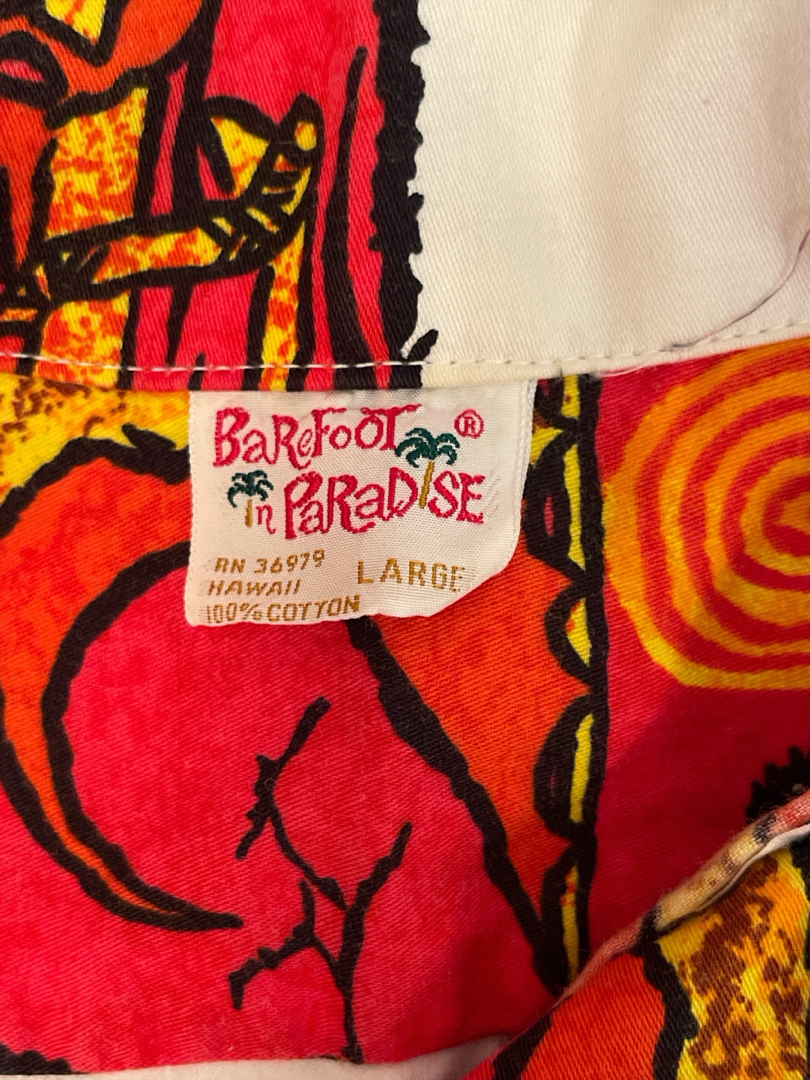 BaReFooT ®
in PaRaDiSE
RN 36979
HAWAII
LARGE
100% COTTON